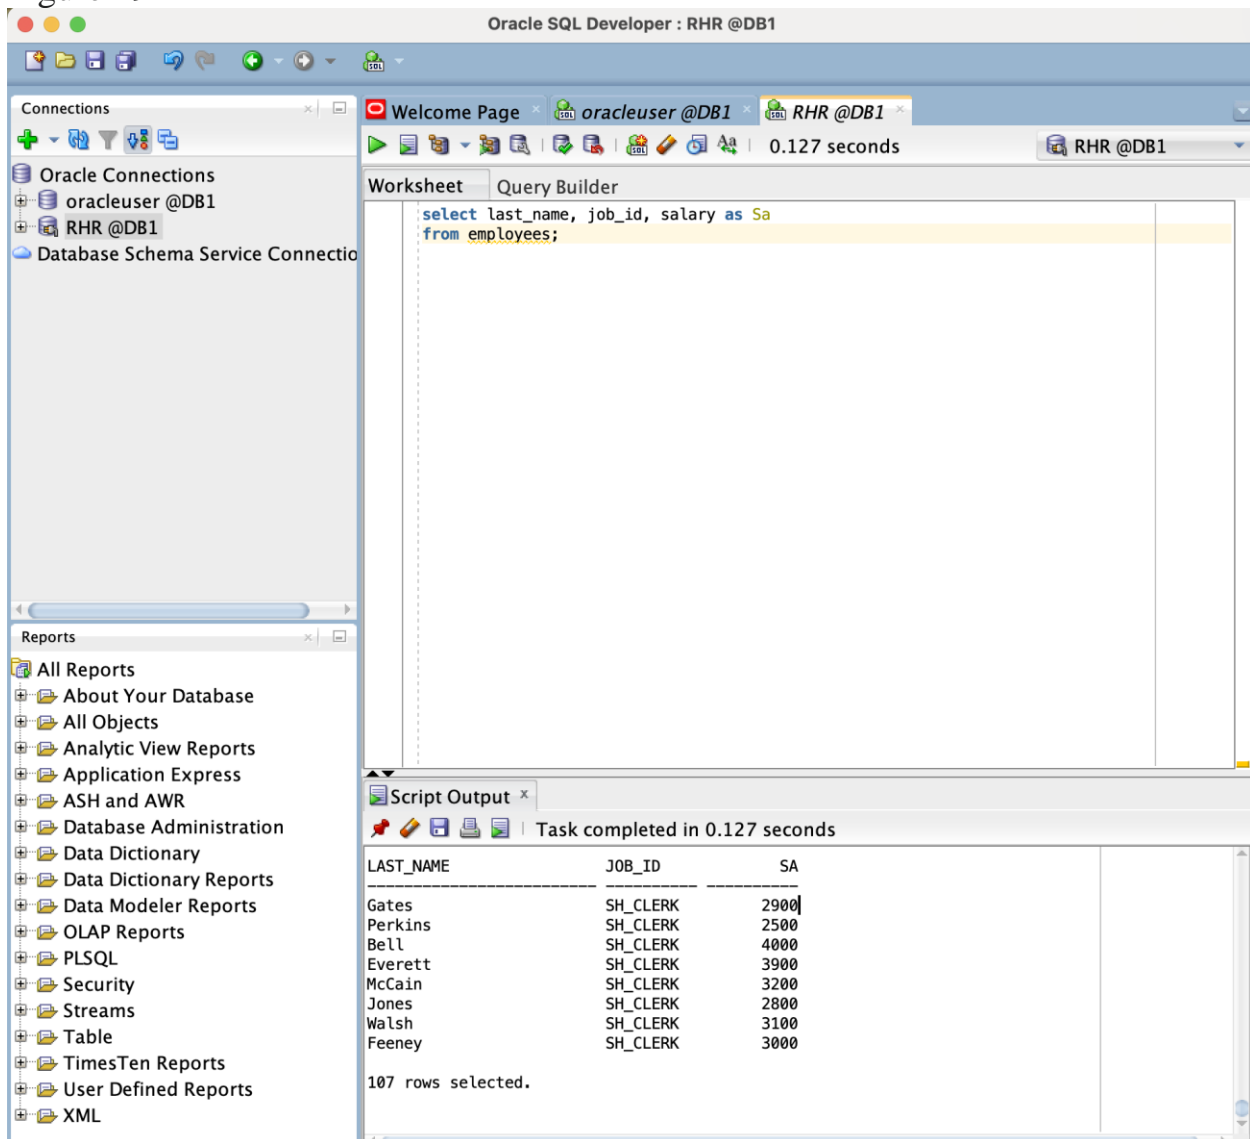 Oracle SQL Developer : RHR @DB1
Connections
Oracle Connections
oracleuser @DB1
RHR @DB1
Database Schema Service Connectio
Reports
All Reports
About Your Database
All Objects
Analytic View Reports
Application Express
ASH and AWR
Database Administration
Data Dictionary
Data Dictionary Reports
Data Modeler Reports
OLAP Reports
PLSQL
Security
Streams
Table
TimesTen Reports
User Defined Reports
XML
Welcome Page oracleuser @DB1 RHR @DB1
0.127 seconds RHR @DB1
Worksheet Query Builder
select last_name, job_id, salary as Sa
from employees;
Script Output
Task completed in 0.127 seconds
LAST_NAME JOB_ID SA
------------------------- ---------- ----------
Gates SH_CLERK 2900
Perkins SH_CLERK 2500
Bell SH_CLERK 4000
Everett SH_CLERK 3900
McCain SH_CLERK 3200
Jones SH_CLERK 2800
Walsh SH_CLERK 3100
Feeney SH_CLERK 3000
107 rows selected.